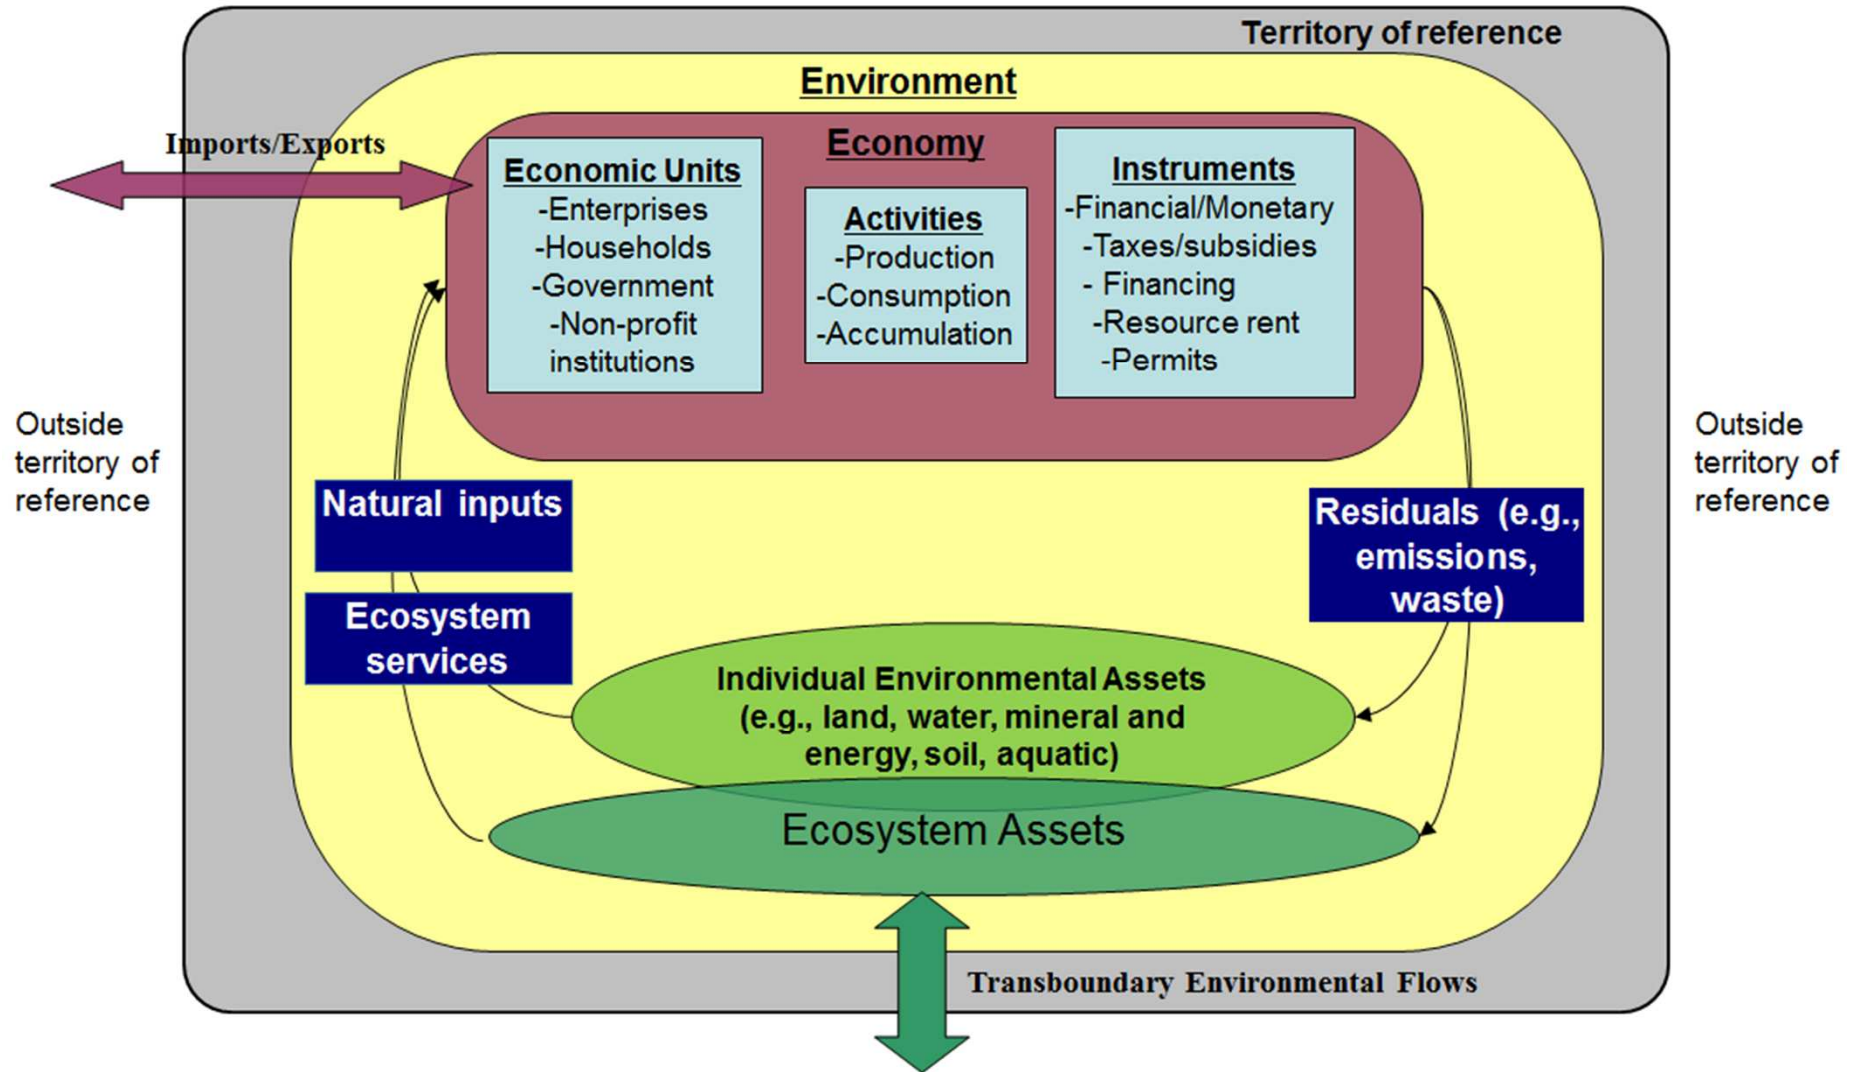 Territory of reference
Environment
Imports/Exports
Economy
Economic Units
-Enterprises
-Households
-Government
-Non-profit
institutions
Activities
-Production
-Consumption
-Accumulation
Instruments
-Financial/Monetary
-Taxes/subsidies
- Financing
-Resource rent
-Permits
Outside
territory of
reference
Outside
territory of
reference
Natural inputs
Ecosystem
services
Residuals (e.g.,
emissions,
waste)
Individual Environmental Assets
(e.g., land, water, mineral and
energy, soil, aquatic)
Ecosystem Assets
Transboundary Environmental Flows